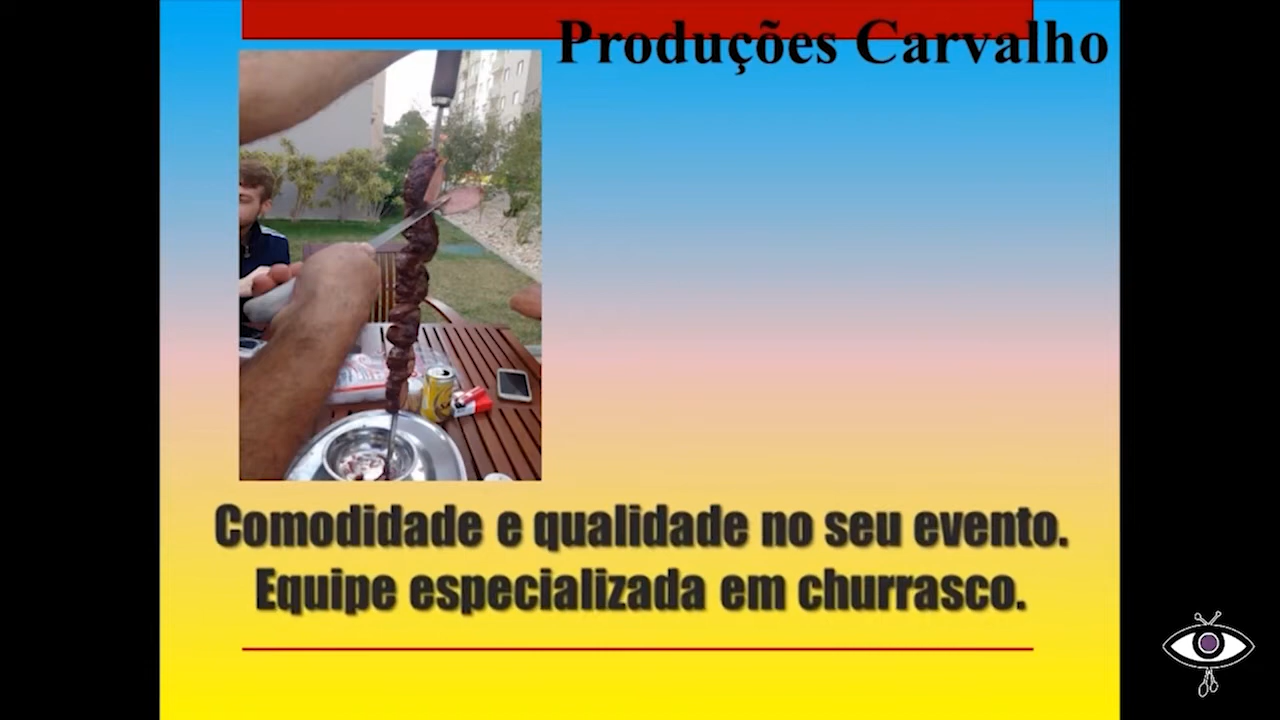 Produções Carvalho
Comodidade e qualidade no seu evento.
Equipe especializada em churrasco.